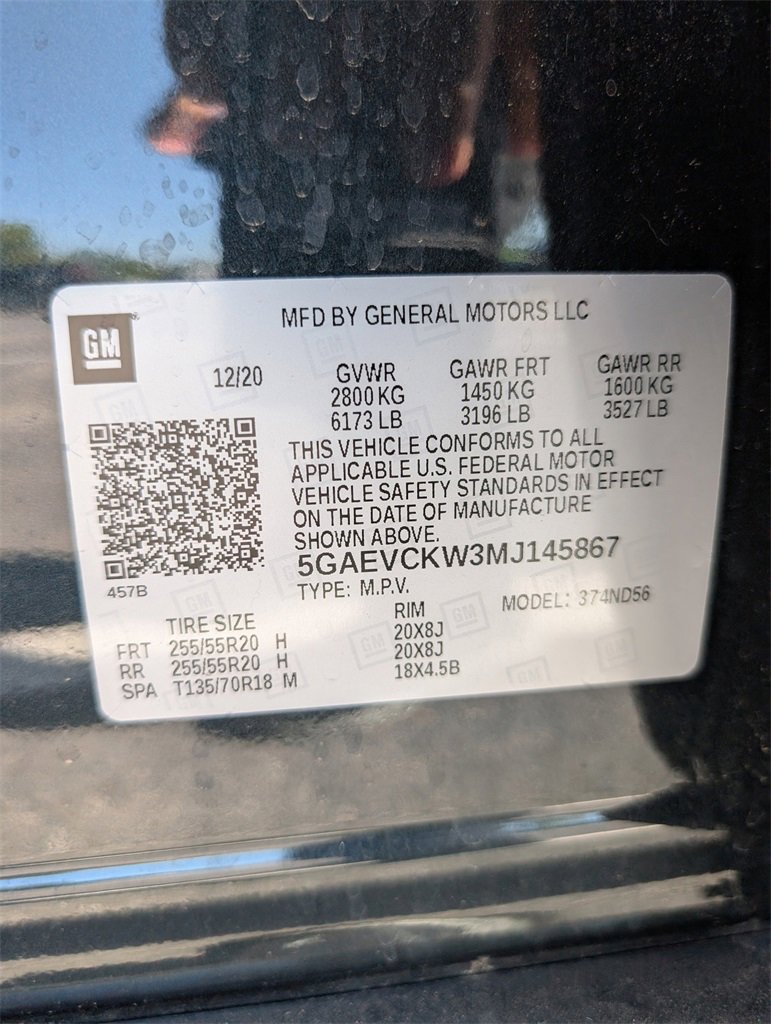 MFD BY GENERAL MOTORS LLC
GM
12/20 GVWR GAWR FRT GAWR RR
2800 KG 1450 KG 1600 KG
6173 LB 3196 LB 3527 LB
THIS VEHICLE CONFORMS TO ALL
APPLICABLE U.S. FEDERAL MOTOR
VEHICLE SAFETY STANDARDS IN EFFECT
ON THE DATE OF MANUFACTURE
SHOWN ABOVE.
5GAEVCKW3MJ145867
457B
TYPE: M.P.V. MODEL: 374ND56
TIRE SIZE RIM
FRT 255/55R20 H 20X8J
RR 255/55R20 H 20X8J
SPA T135/70R18 M 18X4.5B